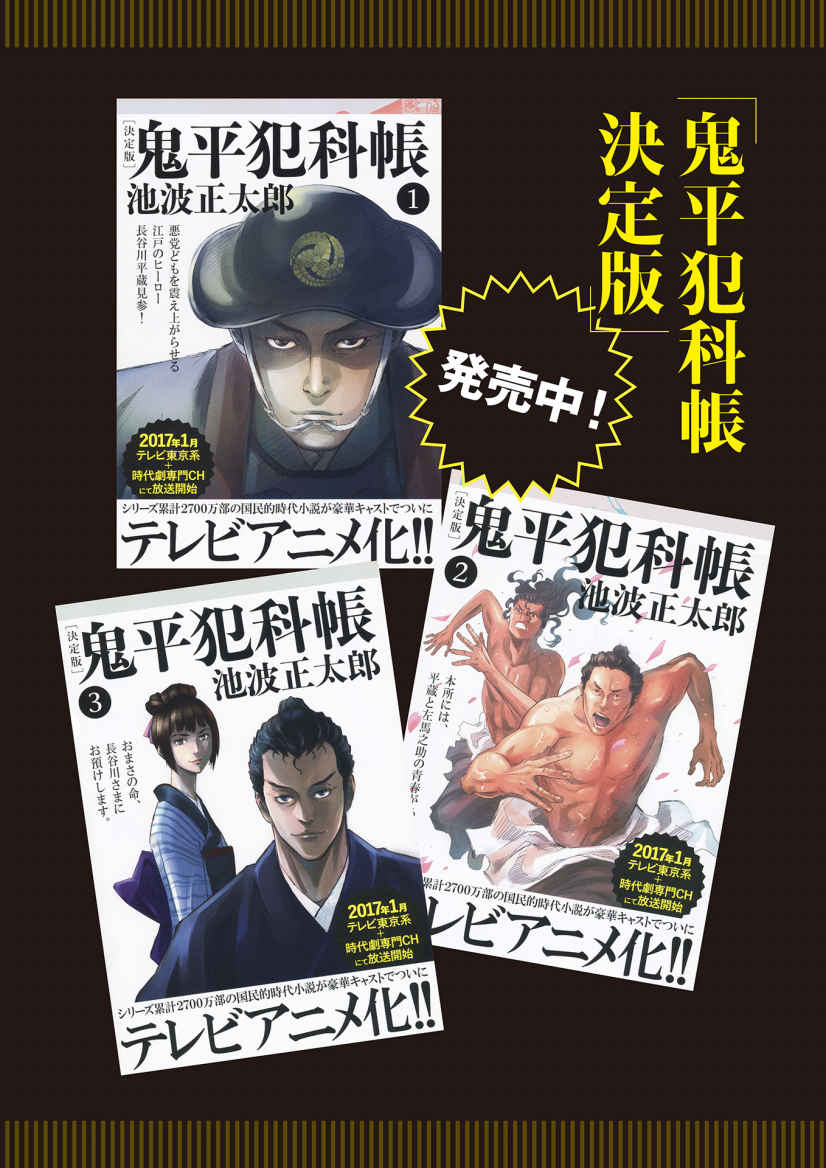 「鬼平犯科帳
決定版」
発売中！
［決定版］
鬼平犯科帳
池波正太郎
1
悪党どもを震え上がらせる
江戸のヒーロー
長谷川平蔵見参！
2017年1月
テレビ東京系
+
時代劇専門CH
にて放送開始
シリーズ累計2700万部の国民的時代小説が豪華キャストでついに
テレビアニメ化!!
［決定版］
鬼平犯科帳
2
池波正太郎
本所には、
平蔵と左馬之助の青春
2017年1月
テレビ東京系
+
時代劇専門CH
にて放送開始
累計2700万部の国民的時代小説が豪華キャストでついに
レビアニメ化!!
［決定版］
鬼平犯科帳
3
池波正太郎
おまさの命、
長谷川さまに
お預けします。
2017年1月
テレビ東京系
+
時代劇専門CH
にて放送開始
シリーズ累計2700万部の国民的時代小説が豪華キャストでついに
テレビアニメ化!!